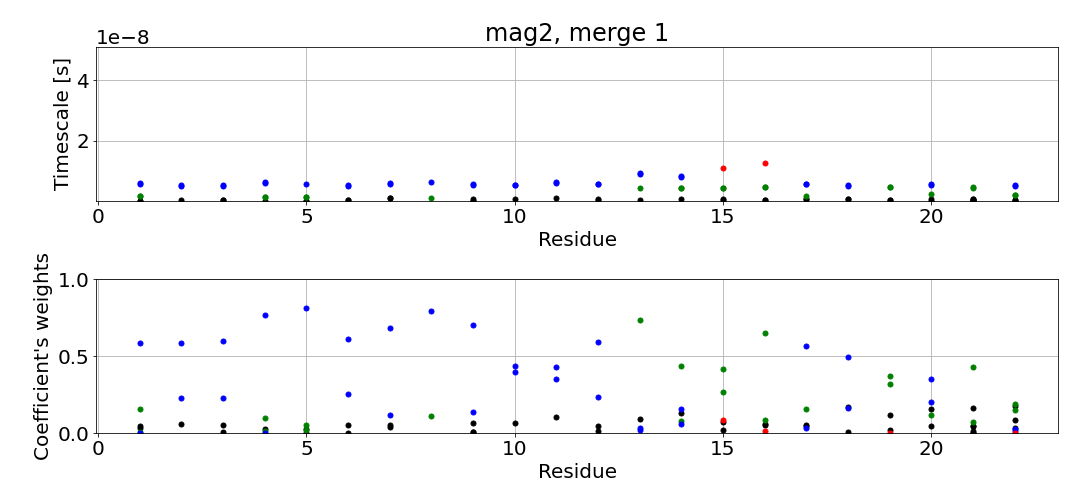 mag2, merge 1
1e−8
Timescale [s]
4
2
0 5 10 15 20
Residue
Coefficient's weights
1.0
0.5
0.0
0 5 10 15 20
Residue